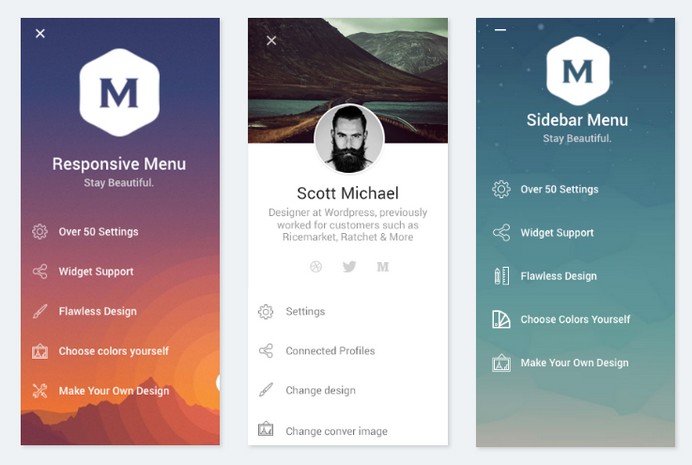 M
Responsive Menu
Stay Beautiful.
Over 50 Settings
Widget Support
Flawless Design
Choose colors yourself
Make Your Own Design
Scott Michael
Designer at Wordpress, previously
worked for customers such as
Ricemarket, Ratchet & More
M
Settings
Connected Profiles
Change design
Change conver image
M
Sidebar Menu
Stay Beautiful.
Over 50 Settings
Widget Support
Flawless Design
Choose Colors Yourself
Make Your Own Design